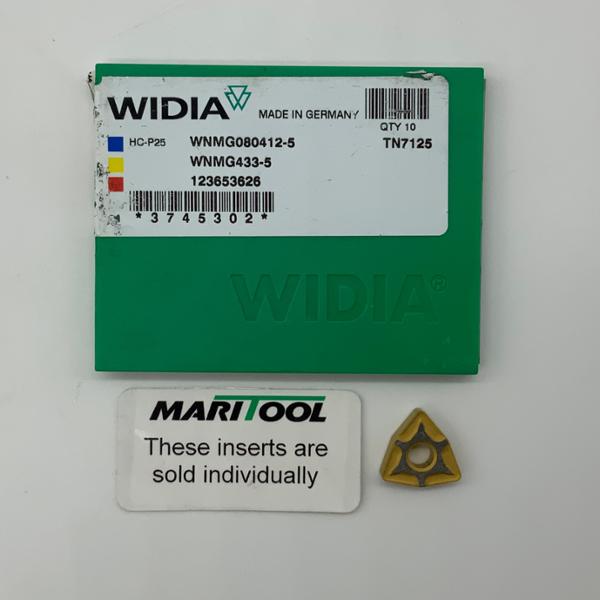 WIDIA
MADE IN GERMANY
QTY 10
HC-P25 WNMG080412-5 TN7125
WNMG433-5
123653626
*3745302*
WIDIA®
MARITOOL
These inserts are
sold individually